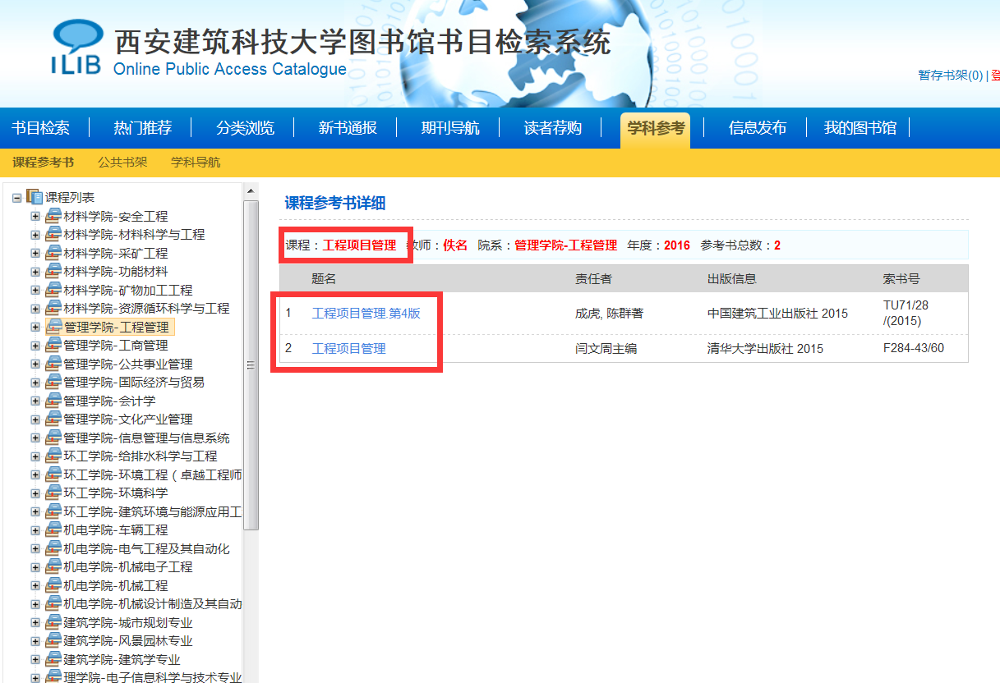 西安建筑科技大学图书馆书目检索系统
ILIB
Online Public Access Catalogue
暂存书架(0) | 登
书目检索 热门推荐 分类浏览 新书通报 期刊导航 读者荐购 学科参考 信息发布 我的图书馆
课程参考书 公共书架 学科导航
课程列表
材料学院-安全工程
材料学院-材料科学与工程
材料学院-采矿工程
材料学院-功能材料
材料学院-矿物加工工程
材料学院-资源循环科学与工程
管理学院-工程管理
管理学院-工商管理
管理学院-公共事业管理
管理学院-国际经济与贸易
管理学院-会计学
管理学院-文化产业管理
管理学院-信息管理与信息系统
环工学院-给排水科学与工程
环工学院-环境工程（卓越工程师
环工学院-环境科学
环工学院-建筑环境与能源应用工
机电学院-车辆工程
机电学院-电气工程及其自动化
机电学院-机械电子工程
机电学院-机械工程
机电学院-机械设计制造及其自动
建筑学院-城市规划专业
建筑学院-风景园林专业
建筑学院-建筑学专业
理学院-电子信息科学与技术专业
课程参考书详细
课程：工程项目管理 教师：佚名 院系：管理学院-工程管理 年度：2016 参考书总数：2
题名 责任者 出版信息 索书号
1 工程项目管理.第4版 成虎, 陈群著 中国建筑工业出版社 2015 TU71/28
/(2015)
2 工程项目管理 闫文周主编 清华大学出版社 2015 F284-43/60